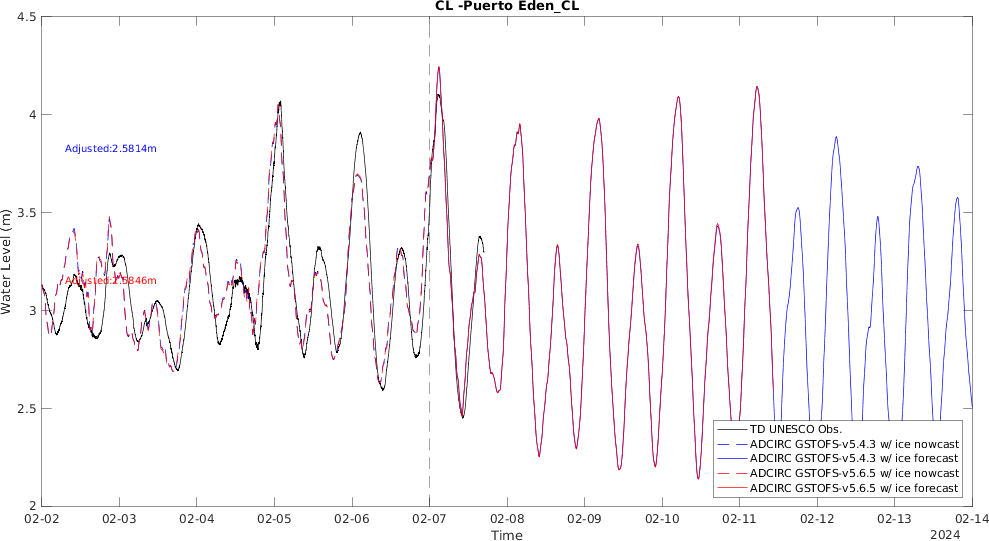 CL -Puerto Eden_CL
4.5
4
3.5
3
2.5
2
Water Level (m)
Adjusted:2.5814m
Adjusted:2.5846m
TD UNESCO Obs.
ADCIRC GSTOFS-v5.4.3 w/ ice nowcast
ADCIRC GSTOFS-v5.4.3 w/ ice forecast
ADCIRC GSTOFS-v5.6.5 w/ ice nowcast
ADCIRC GSTOFS-v5.6.5 w/ ice forecast
02-02 02-03 02-04 02-05 02-06 02-07 02-08 02-09 02-10 02-11 02-12 02-13 02-14
Time
2024